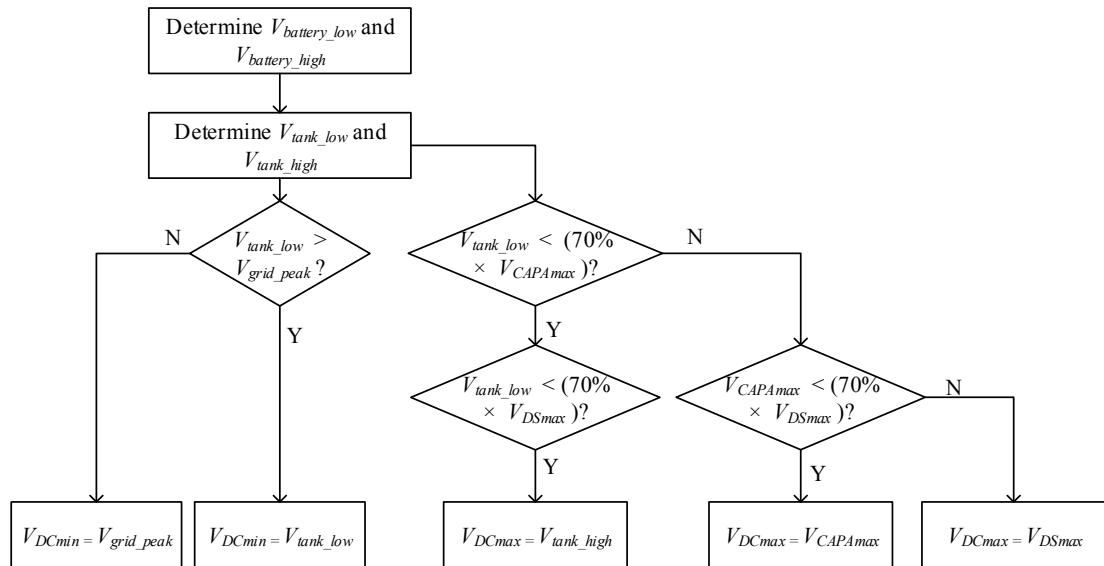 Determine V_battery_low and
V_battery_high
Determine V_tank_low and
V_tank_high
V_tank_low >
V_grid_peak ?
N
Y
V_tank_low < (70%
× V_CAPAmax )?
N
Y
V_tank_low < (70%
× V_DSmax )?
Y
V_CAPAmax < (70%
× V_DSmax )?
N
Y
V_DCmin = V_grid_peak
V_DCmin = V_tank_low
V_DCmax = V_tank_high
V_DCmax = V_CAPAmax
V_DCmax = V_DSmax